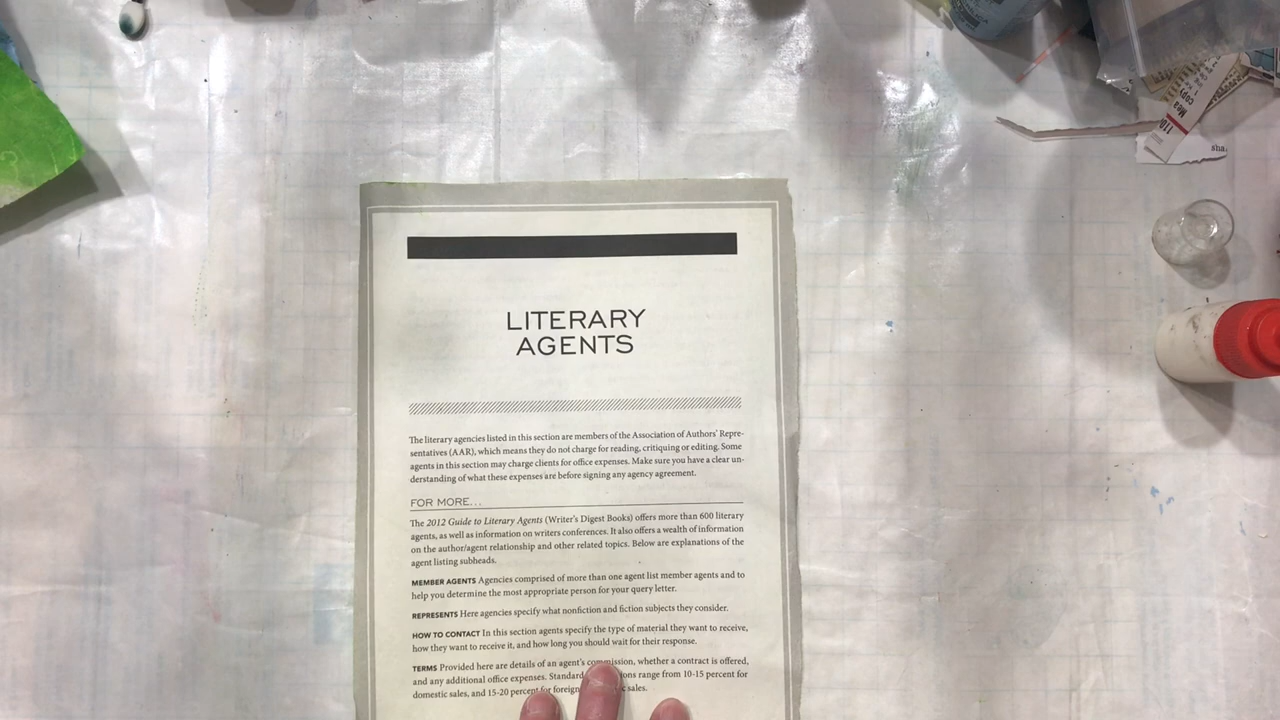 LITERARY
AGENTS
The literary agencies listed in this section are members of the Association of Authors' Repre-
sentatives (AAR), which means they do not charge for reading, critiquing or editing. Some
agents in this section may charge clients for office expenses. Make sure you have a clear un-
derstanding of what these expenses are before signing any agency agreement.
FOR MORE...
The 2012 Guide to Literary Agents (Writer's Digest Books) offers more than 600 literary
agents, as well as information on writers conferences. It also offers a wealth of information
on the author/agent relationship and other related topics. Below are explanations of the
agent listing subheads.
MEMBER AGENTS Agencies comprised of more than one agent list member agents and to
help you determine the most appropriate person for your query letter.
REPRESENTS Here agencies specify what nonfiction and fiction subjects they consider.
HOW TO CONTACT In this section agents specify the type of material they want to receive,
how they want to receive it, and how long you should wait for their response.
TERMS Provided here are details of an agent's commission, whether a contract is offered,
and any additional office expenses. Standard range from 10-15 percent for
domestic sales, and 15-20 percent for foreign sales.
sha
copy